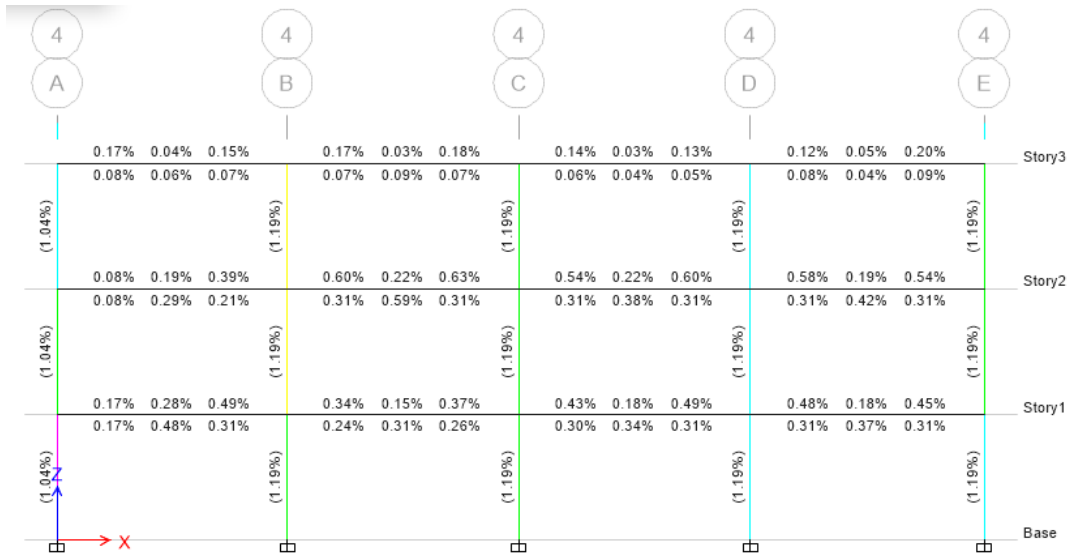 4 4 4 4 4
A B C D E
0.17% 0.04% 0.15% 0.17% 0.03% 0.18% 0.14% 0.03% 0.13% 0.12% 0.05% 0.20%
Story3
0.08% 0.06% 0.07% 0.07% 0.09% 0.07% 0.06% 0.04% 0.05% 0.08% 0.04% 0.09%
(1.04%) (1.19%) (1.19%) (1.19%) (1.19%)
0.08% 0.19% 0.39% 0.60% 0.22% 0.63% 0.54% 0.22% 0.60% 0.58% 0.19% 0.54%
Story2
0.08% 0.29% 0.21% 0.31% 0.59% 0.31% 0.31% 0.38% 0.31% 0.31% 0.42% 0.31%
(1.04%) (1.19%) (1.19%) (1.19%) (1.19%)
0.17% 0.28% 0.49% 0.34% 0.15% 0.37% 0.43% 0.18% 0.49% 0.48% 0.18% 0.45%
Story1
0.17% 0.48% 0.31% 0.24% 0.31% 0.26% 0.30% 0.34% 0.31% 0.31% 0.37% 0.31%
(1.04%) (1.19%) (1.19%) (1.19%) (1.19%)
Z
Base
X